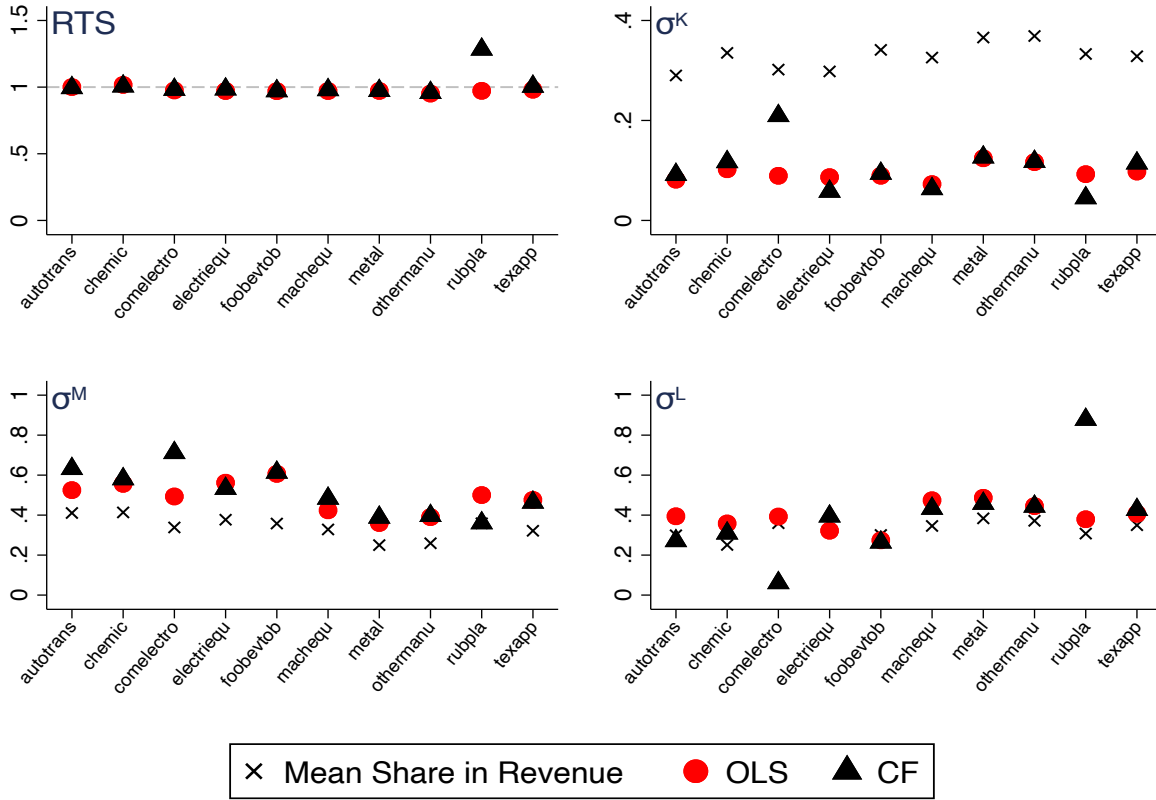 RTS
1.5
1
.5
0
autotrans
chemic
comelectro
electriequ
foobevtob
machequ
metal
othermanu
rubpla
texapp
σᴷ
.4
.2
0
autotrans
chemic
comelectro
electriequ
foobevtob
machequ
metal
othermanu
rubpla
texapp
σᴹ
1
.8
.6
.4
.2
0
autotrans
chemic
comelectro
electriequ
foobevtob
machequ
metal
othermanu
rubpla
texapp
σᴸ
1
.8
.6
.4
.2
0
autotrans
chemic
comelectro
electriequ
foobevtob
machequ
metal
othermanu
rubpla
texapp
Mean Share in Revenue OLS CF